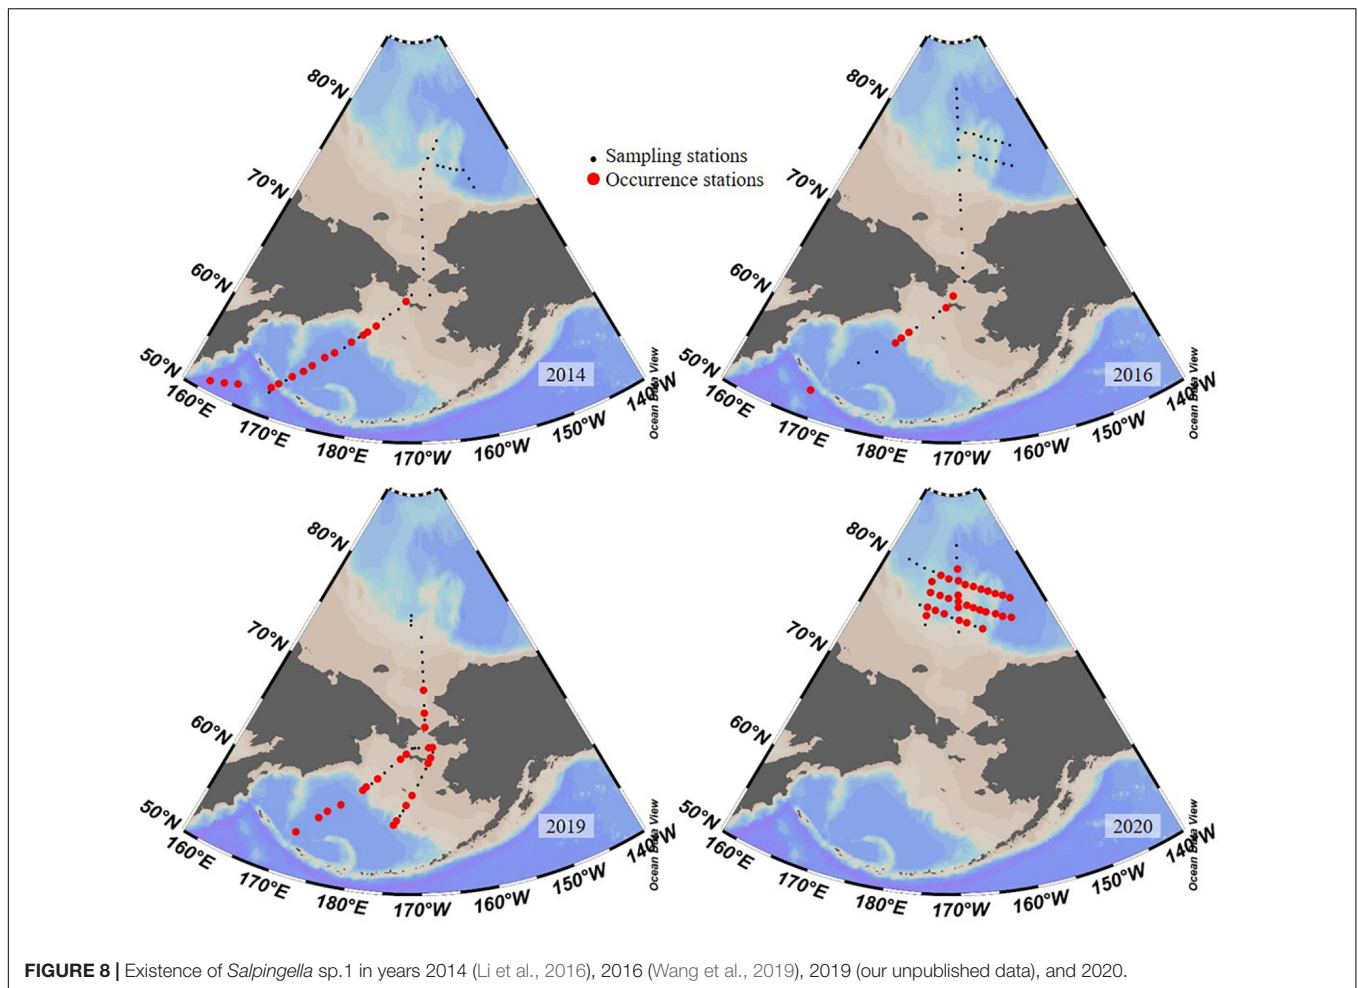 80°N
70°N
60°N
50°N
160°E
170°E
180°E
170°W
160°W
150°W
140°W
Ocean Data View
2014
Sampling stations
Occurrence stations
80°N
70°N
60°N
50°N
160°E
170°E
180°E
170°W
160°W
150°W
140°W
Ocean Data View
2016
80°N
70°N
60°N
50°N
160°E
170°E
180°E
170°W
160°W
150°W
140°W
Ocean Data View
2019
80°N
70°N
60°N
50°N
160°E
170°E
180°E
170°W
160°W
150°W
140°W
Ocean Data View
2020
FIGURE 8 | Existence of Salpingella sp.1 in years 2014 (Li et al., 2016), 2016 (Wang et al., 2019), 2019 (our unpublished data), and 2020.